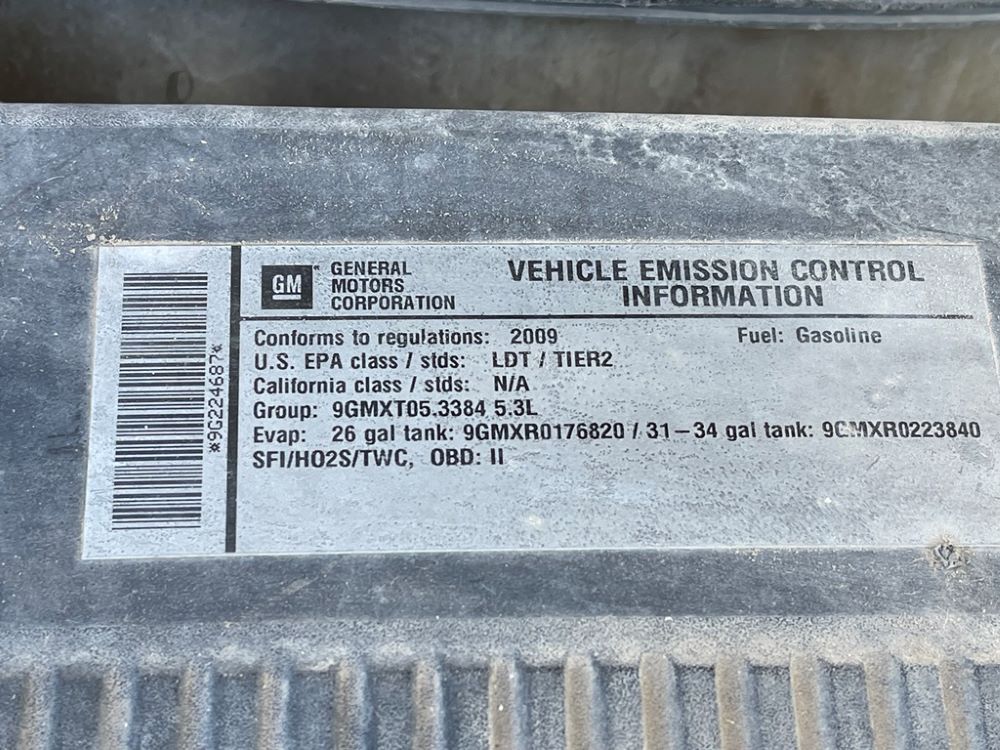 *9G224687*
GM
GENERAL
MOTORS
CORPORATION
VEHICLE EMISSION CONTROL
INFORMATION
Conforms to regulations: 2009 Fuel: Gasoline
U.S. EPA class / stds: LDT / TIER2
California class / stds: N/A
Group: 9GMXT05.3384 5.3L
Evap: 26 gal tank: 9GMXR0176820 / 31-34 gal tank: 9GMXR0223840
SFI/HO2S/TWC, OBD: II